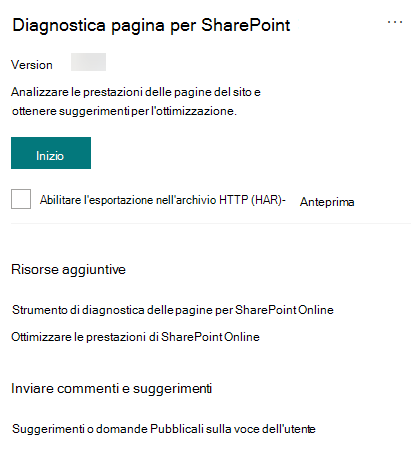 Diagnostica pagina per SharePoint
...
Version
Analizzare le prestazioni delle pagine del sito e
ottenere suggerimenti per l'ottimizzazione.
Inizio
Abilitare l'esportazione nell'archivio HTTP (HAR)- Anteprima
Risorse aggiuntive
Strumento di diagnostica delle pagine per SharePoint Online
Ottimizzare le prestazioni di SharePoint Online
Inviare commenti e suggerimenti
Suggerimenti o domande Pubblicali sulla voce dell'utente